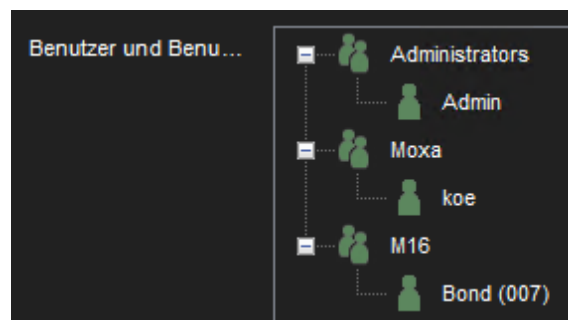 Benutzer und Benu...
Administrators
Admin
Moxa
koe
M16
Bond (007)